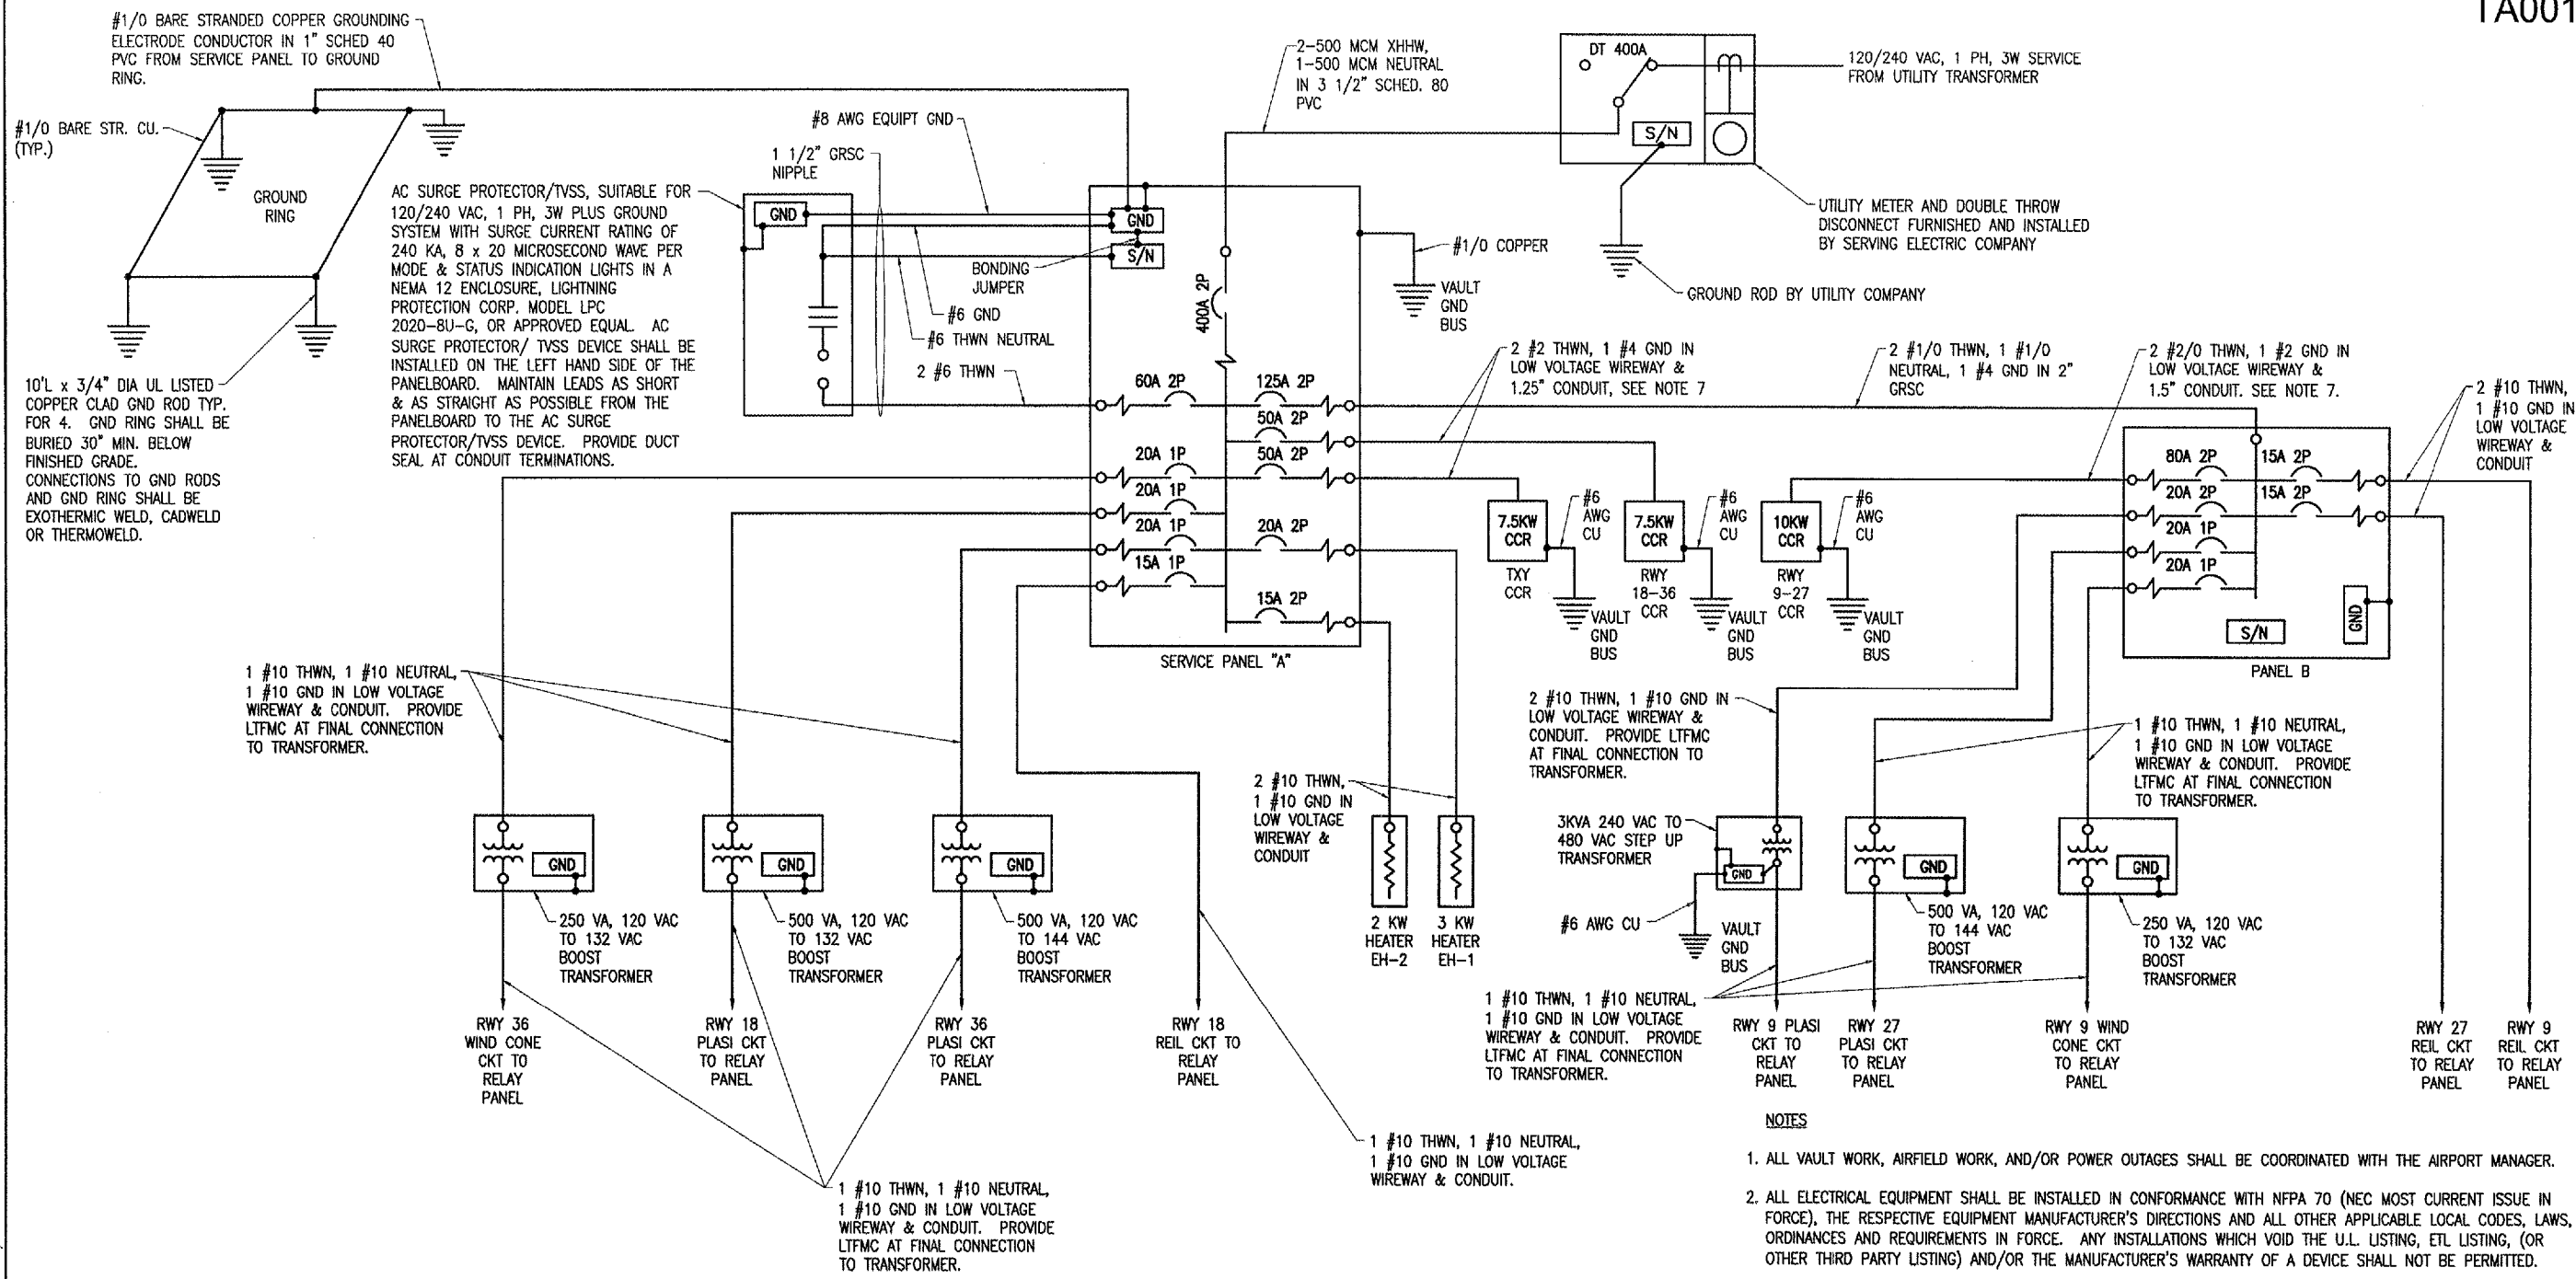 TA001
#1/0 BARE STRANDED COPPER GROUNDING
ELECTRODE CONDUCTOR IN 1" SCHED 40
PVC FROM SERVICE PANEL TO GROUND
RING.
#1/0 BARE STR. CU.
(TYP.)
GROUND
RING
10'L x 3/4" DIA UL LISTED
COPPER CLAD GND ROD TYP.
FOR 4. GND RING SHALL BE
BURIED 30" MIN. BELOW
FINISHED GRADE.
CONNECTIONS TO GND RODS
AND GND RING SHALL BE
EXOTHERMIC WELD, CADWELD
OR THERMOWELD.
AC SURGE PROTECTOR/TVSS, SUITABLE FOR
120/240 VAC, 1 PH, 3W PLUS GROUND
SYSTEM WITH SURGE CURRENT RATING OF
240 KA, 8 x 20 MICROSECOND WAVE PER
MODE & STATUS INDICATION LIGHTS IN A
NEMA 12 ENCLOSURE, LIGHTNING
PROTECTION CORP. MODEL LPC
2020-8U-G, OR APPROVED EQUAL. AC
SURGE PROTECTOR/ TVSS DEVICE SHALL BE
INSTALLED ON THE LEFT HAND SIDE OF THE
PANELBOARD. MAINTAIN LEADS AS SHORT
& AS STRAIGHT AS POSSIBLE FROM THE
PANELBOARD TO THE AC SURGE
PROTECTOR/TVSS DEVICE. PROVIDE DUCT
SEAL AT CONDUIT TERMINATIONS.
#8 AWG EQUIPT GND
1 1/2" GRSC
NIPPLE
GND
GND
S/N
BONDING
JUMPER
#6 GND
#6 THWN NEUTRAL
2 #6 THWN
2-500 MCM XHHW,
1-500 MCM NEUTRAL
IN 3 1/2" SCHED. 80
PVC
DT 400A
S/N
120/240 VAC, 1 PH, 3W SERVICE
FROM UTILITY TRANSFORMER
UTILITY METER AND DOUBLE THROW
DISCONNECT FURNISHED AND INSTALLED
BY SERVING ELECTRIC COMPANY
GROUND ROD BY UTILITY COMPANY
#1/0 COPPER
VAULT
GND
BUS
400A 2P
60A 2P
125A 2P
50A 2P
20A 1P
50A 2P
20A 1P
20A 1P
20A 2P
15A 1P
15A 2P
SERVICE PANEL "A"
2 #2 THWN, 1 #4 GND IN
LOW VOLTAGE WIREWAY &
1.25" CONDUIT, SEE NOTE 7
2 #1/0 THWN, 1 #1/0
NEUTRAL, 1 #4 GND IN 2"
GRSC
2 #2/0 THWN, 1 #2 GND IN
LOW VOLTAGE WIREWAY &
1.5" CONDUIT. SEE NOTE 7.
2 #10 THWN,
1 #10 GND IN
LOW VOLTAGE
WIREWAY &
CONDUIT
7.5KW
CCR
TXY
CCR
#6
AWG
CU
VAULT
GND
BUS
7.5KW
CCR
RWY
18-36
CCR
#6
AWG
CU
VAULT
GND
BUS
10KW
CCR
RWY
9-27
CCR
#6
AWG
CU
VAULT
GND
BUS
80A 2P
15A 2P
20A 2P
15A 2P
20A 1P
20A 1P
GND
S/N
PANEL B
1 #10 THWN, 1 #10 NEUTRAL,
1 #10 GND IN LOW VOLTAGE
WIREWAY & CONDUIT. PROVIDE
LTFMC AT FINAL CONNECTION
TO TRANSFORMER.
GND
250 VA, 120 VAC
TO 132 VAC
BOOST
TRANSFORMER
GND
500 VA, 120 VAC
TO 132 VAC
BOOST
TRANSFORMER
GND
500 VA, 120 VAC
TO 144 VAC
BOOST
TRANSFORMER
RWY 36
WIND CONE
CKT TO
RELAY
PANEL
RWY 18
PLASI CKT
TO RELAY
PANEL
RWY 36
PLASI CKT
TO RELAY
PANEL
RWY 18
REIL CKT TO
RELAY
PANEL
2 #10 THWN,
1 #10 GND IN
LOW VOLTAGE
WIREWAY &
CONDUIT
2 KW
HEATER
EH-2
3 KW
HEATER
EH-1
2 #10 THWN, 1 #10 GND IN
LOW VOLTAGE WIREWAY &
CONDUIT. PROVIDE LTFMC
AT FINAL CONNECTION TO
TRANSFORMER.
3KVA 240 VAC TO
480 VAC STEP UP
TRANSFORMER
GND
#6 AWG CU
VAULT
GND
BUS
1 #10 THWN, 1 #10 NEUTRAL,
1 #10 GND IN LOW VOLTAGE
WIREWAY & CONDUIT. PROVIDE
LTFMC AT FINAL CONNECTION
TO TRANSFORMER.
GND
500 VA, 120 VAC
TO 144 VAC
BOOST
TRANSFORMER
GND
250 VA, 120 VAC
TO 132 VAC
BOOST
TRANSFORMER
1 #10 THWN, 1 #10 NEUTRAL,
1 #10 GND IN LOW VOLTAGE
WIREWAY & CONDUIT. PROVIDE
LTFMC AT FINAL CONNECTION
TO TRANSFORMER.
RWY 9 PLASI
CKT TO
RELAY
PANEL
RWY 27
PLASI CKT
TO RELAY
PANEL
RWY 9 WIND
CONE CKT
TO RELAY
PANEL
RWY 27
REIL CKT
TO RELAY
PANEL
RWY 9
REIL CKT
TO RELAY
PANEL
1 #10 THWN, 1 #10 NEUTRAL,
1 #10 GND IN LOW VOLTAGE
WIREWAY & CONDUIT. PROVIDE
LTFMC AT FINAL CONNECTION
TO TRANSFORMER.
1 #10 THWN, 1 #10 NEUTRAL,
1 #10 GND IN LOW VOLTAGE
WIREWAY & CONDUIT.
NOTES
1. ALL VAULT WORK, AIRFIELD WORK, AND/OR POWER OUTAGES SHALL BE COORDINATED WITH THE AIRPORT MANAGER.
2. ALL ELECTRICAL EQUIPMENT SHALL BE INSTALLED IN CONFORMANCE WITH NFPA 70 (NEC MOST CURRENT ISSUE IN
FORCE), THE RESPECTIVE EQUIPMENT MANUFACTURER'S DIRECTIONS AND ALL OTHER APPLICABLE LOCAL CODES, LAWS,
ORDINANCES AND REQUIREMENTS IN FORCE. ANY INSTALLATIONS WHICH VOID THE U.L. LISTING, ETL LISTING, (OR
OTHER THIRD PARTY LISTING) AND/OR THE MANUFACTURER'S WARRANTY OF A DEVICE SHALL NOT BE PERMITTED.